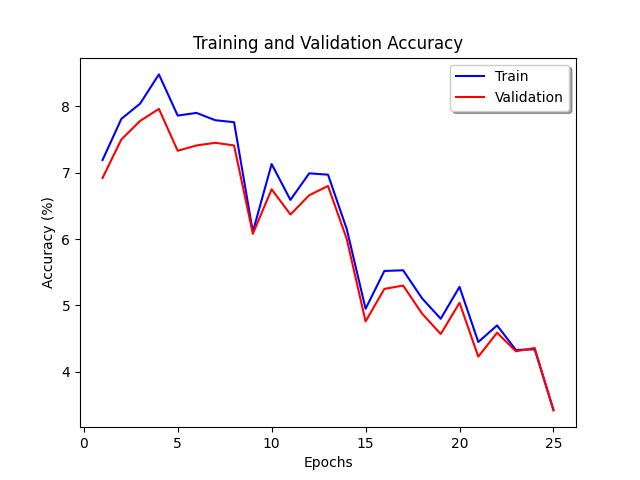 Training and Validation Accuracy
Train
Validation
Accuracy (%)
8
7
6
5
4
0 5 10 15 20 25
Epochs